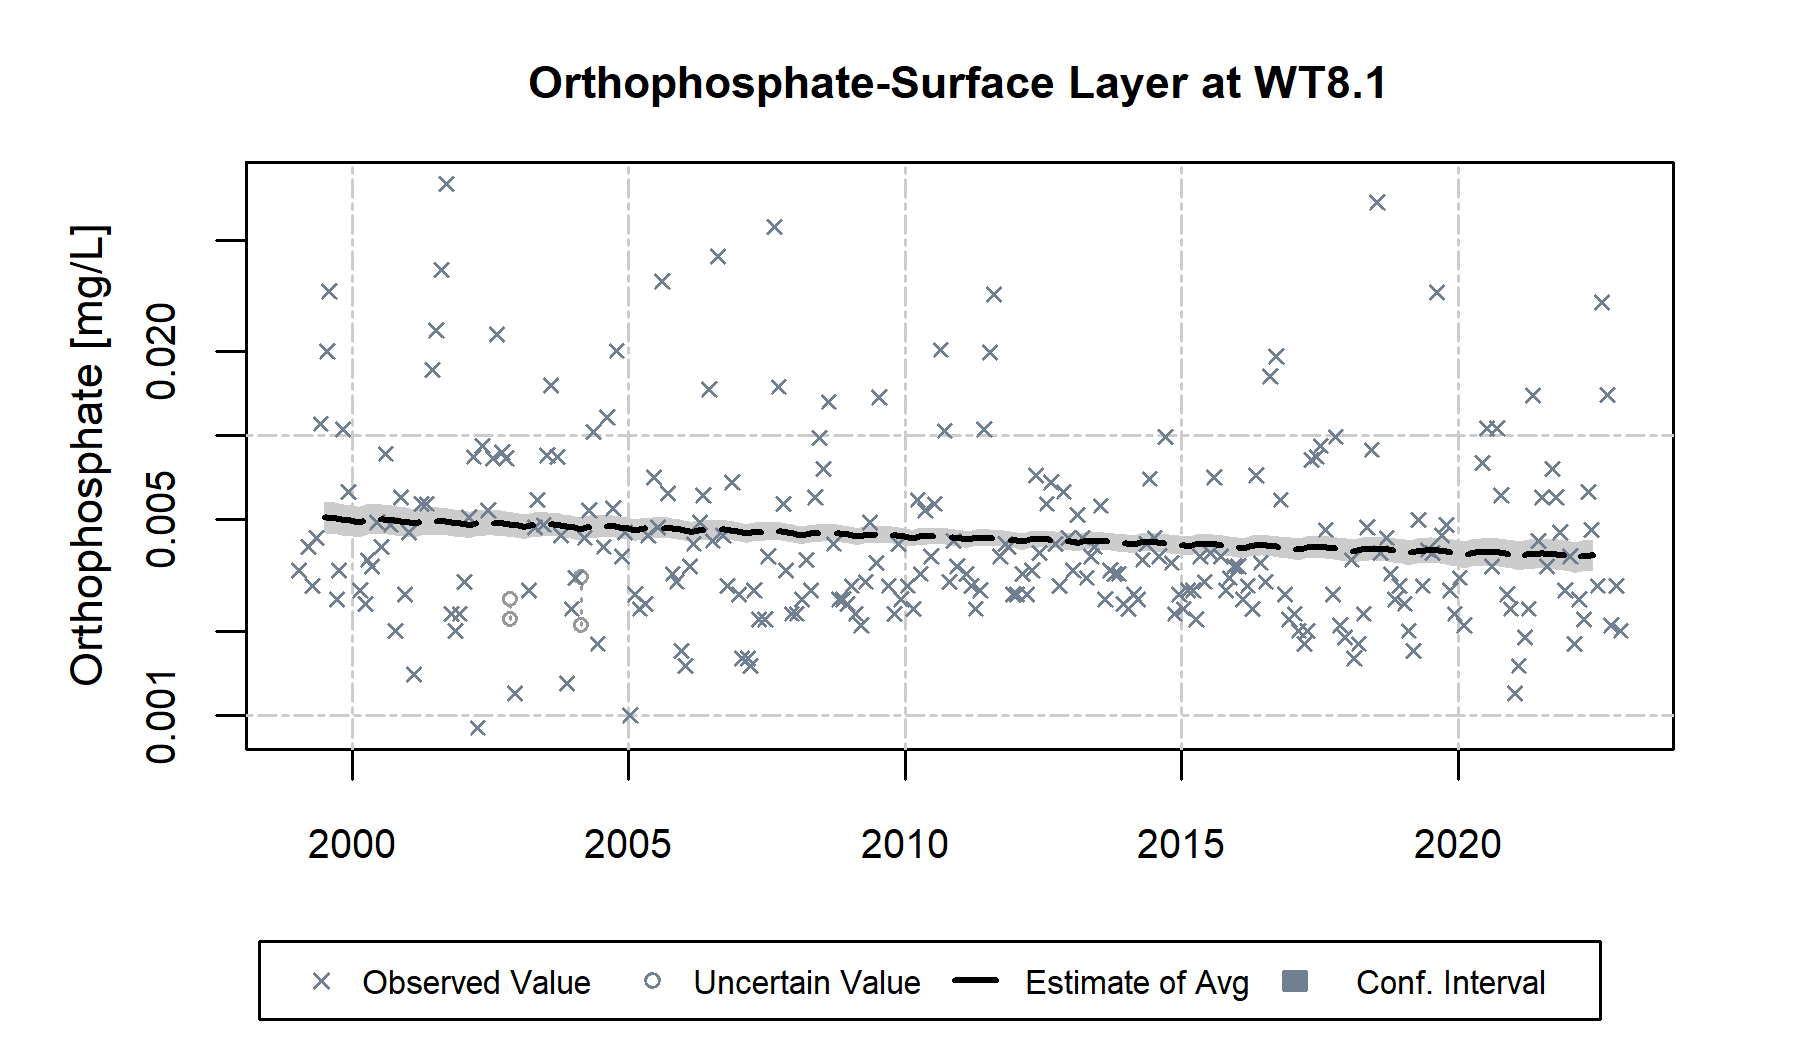 Orthophosphate-Surface Layer at WT8.1
Orthophosphate [mg/L]
0.020
0.005
0.001
2000 2005 2010 2015 2020
Observed Value Uncertain Value Estimate of Avg Conf. Interval